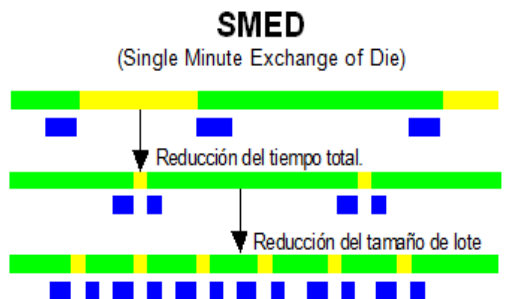 SMED
(Single Minute Exchange of Die)
Reducción del tiempo total.
Reducción del tamaño de lote